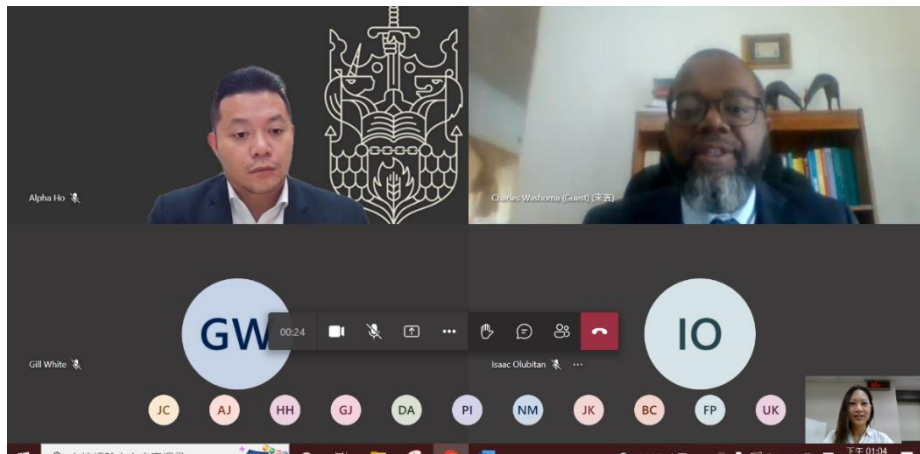 Alpha Ho
Charles Washoma (Guest) (来宾)
GW
00:24
IO
Gill White
Isaac Olubitan
JC
AJ
HH
GJ
DA
PI
NM
JK
BC
FP
UK
下午 01:04